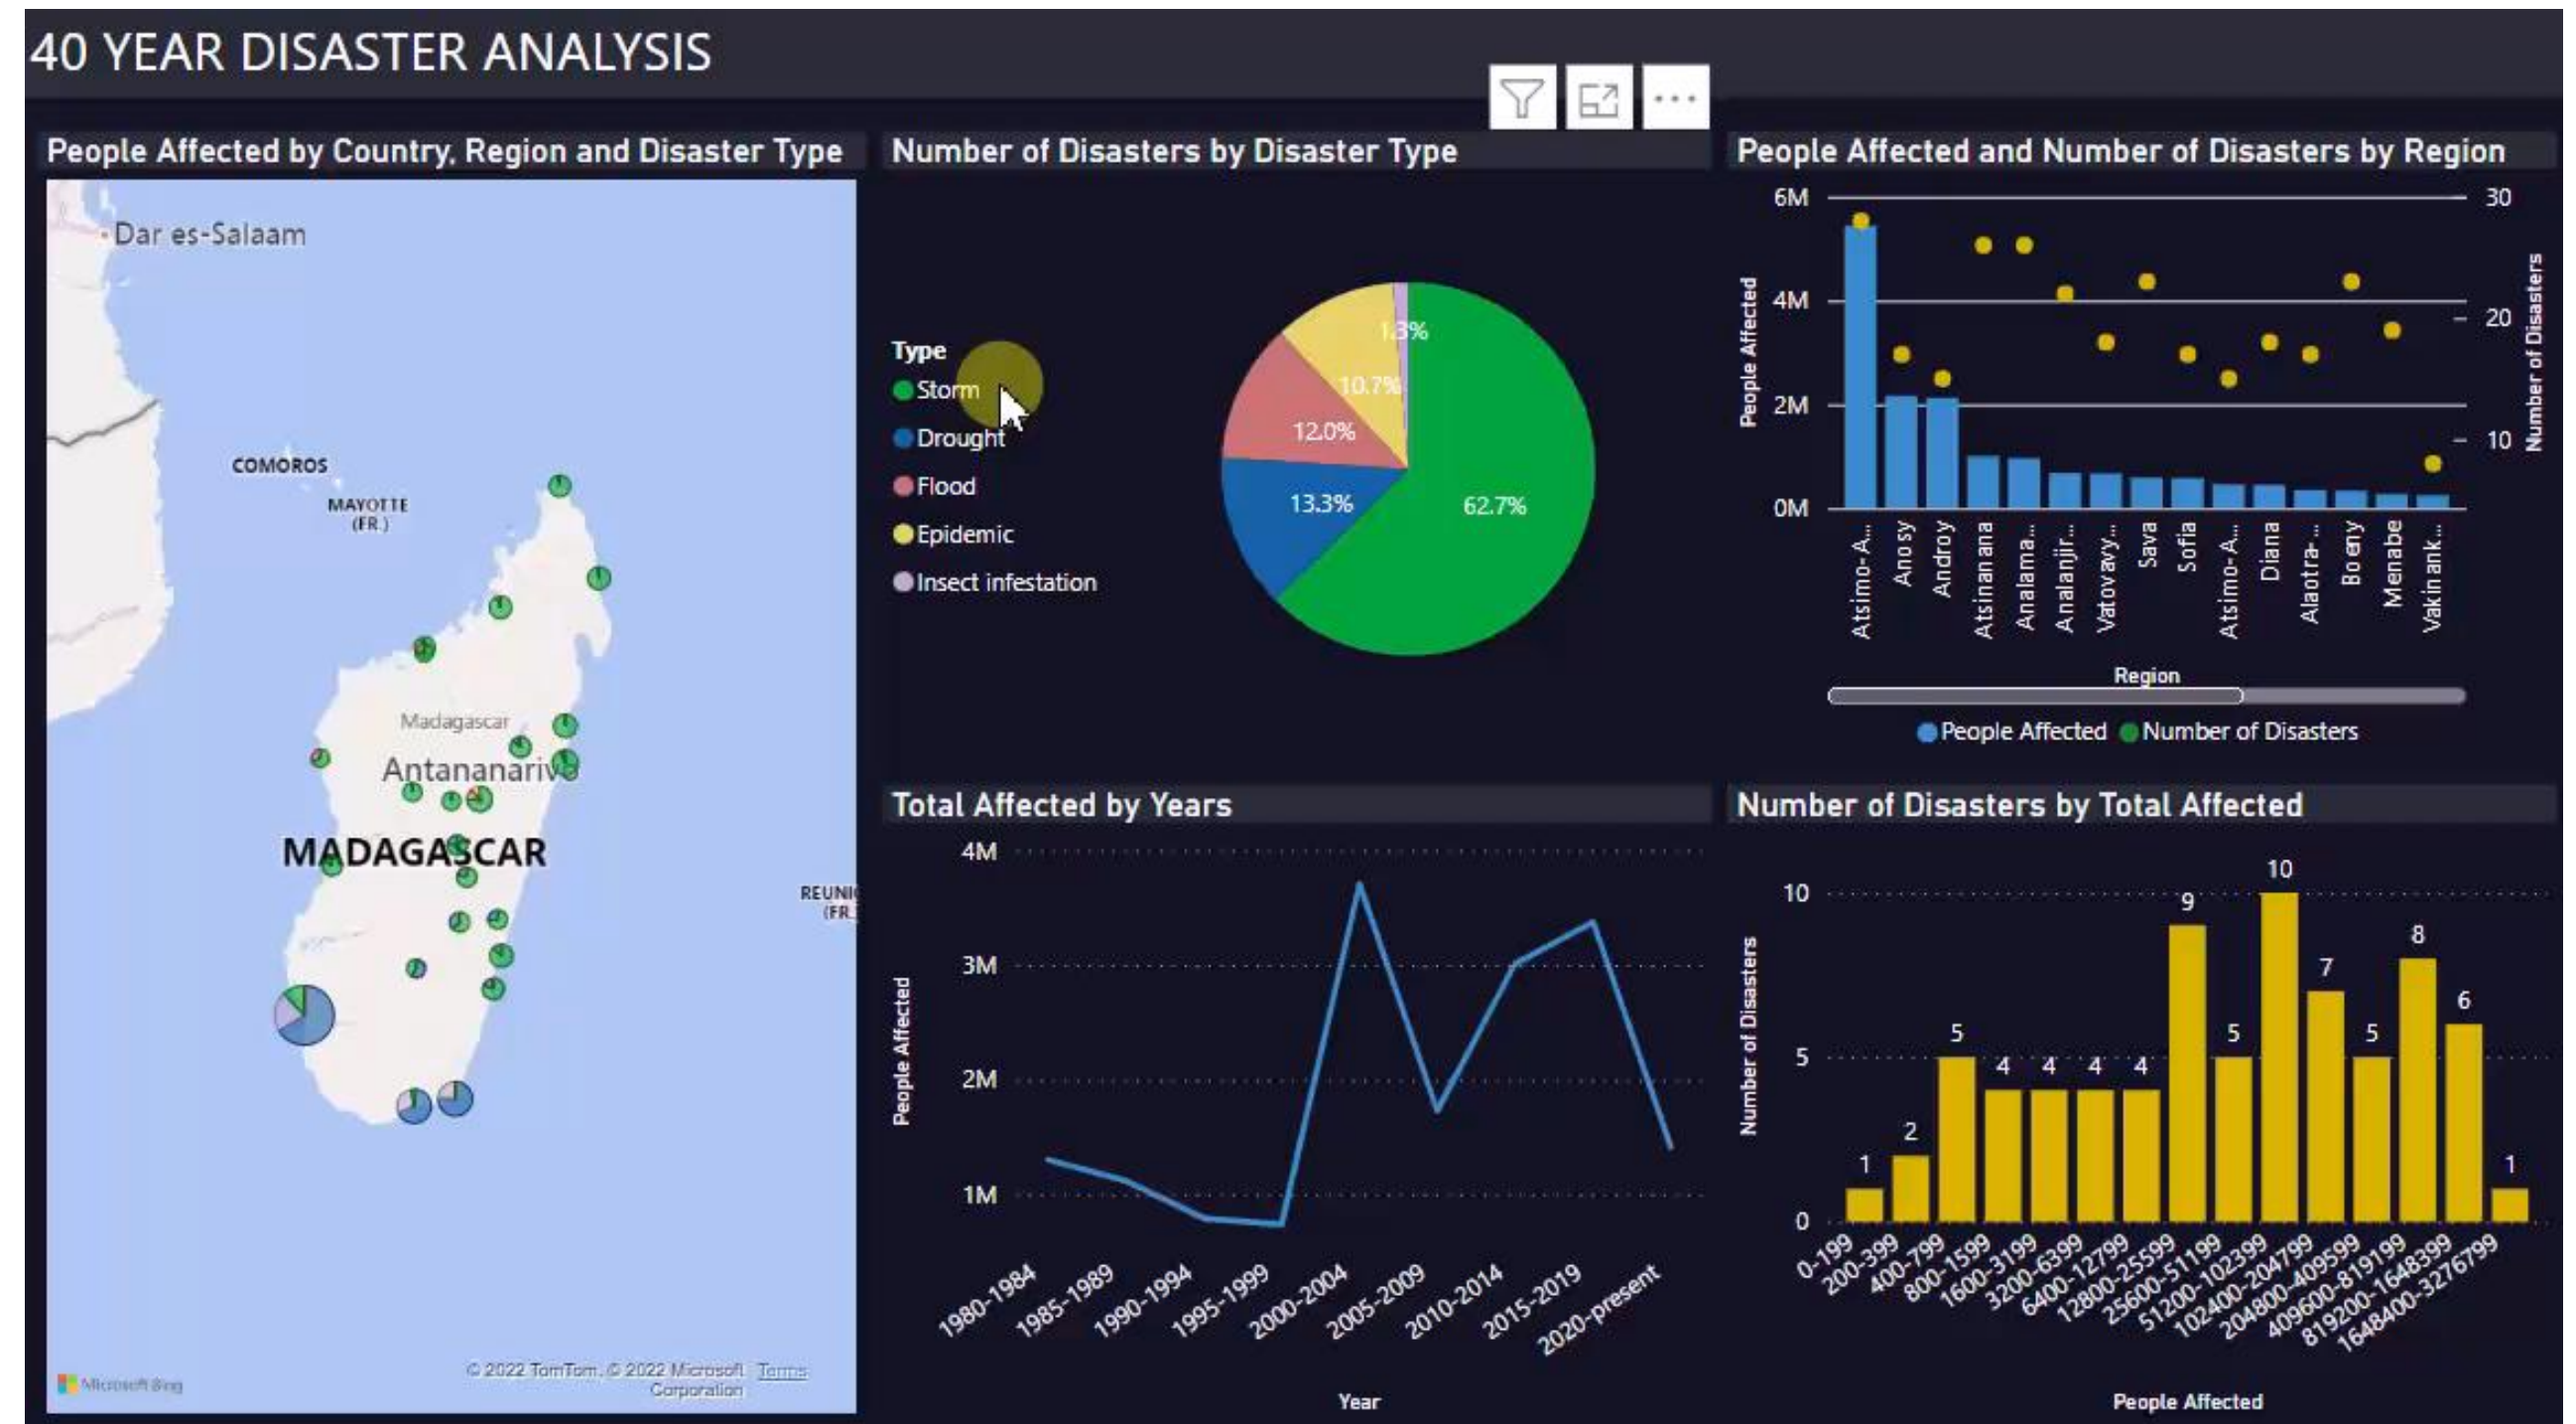 40 YEAR DISASTER ANALYSIS
People Affected by Country, Region and Disaster Type
Dar es-Salaam
COMOROS
MAYOTTE
(FR.)
Madagascar
Antananarivo
MADAGASCAR
REUNIO
(FR.
Microsoft Bing
© 2022 TomTom, © 2022 Microsoft Corporation Terms
Number of Disasters by Disaster Type
Type
Storm
Drought
Flood
Epidemic
Insect infestation
1.3%
10.7%
12.0%
13.3%
62.7%
People Affected and Number of Disasters by Region
People Affected
6M
4M
2M
0M
30
20
10
Number of Disasters
Atsimo-A...
Anosy
Androy
Atsinanana
Analama...
Analanjir...
Vatovavy...
Sava
Sofia
Atsimo-A...
Diana
Alaotra-...
Boeny
Menabe
Vakinank...
Region
People Affected
Number of Disasters
Total Affected by Years
People Affected
4M
3M
2M
1M
1980-1984
1985-1989
1990-1994
1995-1999
2000-2004
2005-2009
2010-2014
2015-2019
2020-present
Year
Number of Disasters by Total Affected
Number of Disasters
10
5
0
1
2
5
4
4
4
4
9
5
10
7
5
8
6
1
0-199
200-399
400-799
800-1599
1600-3199
3200-6399
6400-12799
12800-25599
25600-51199
51200-102399
102400-204799
204800-409599
409600-819199
819200-1648399
1648400-3276799
People Affected